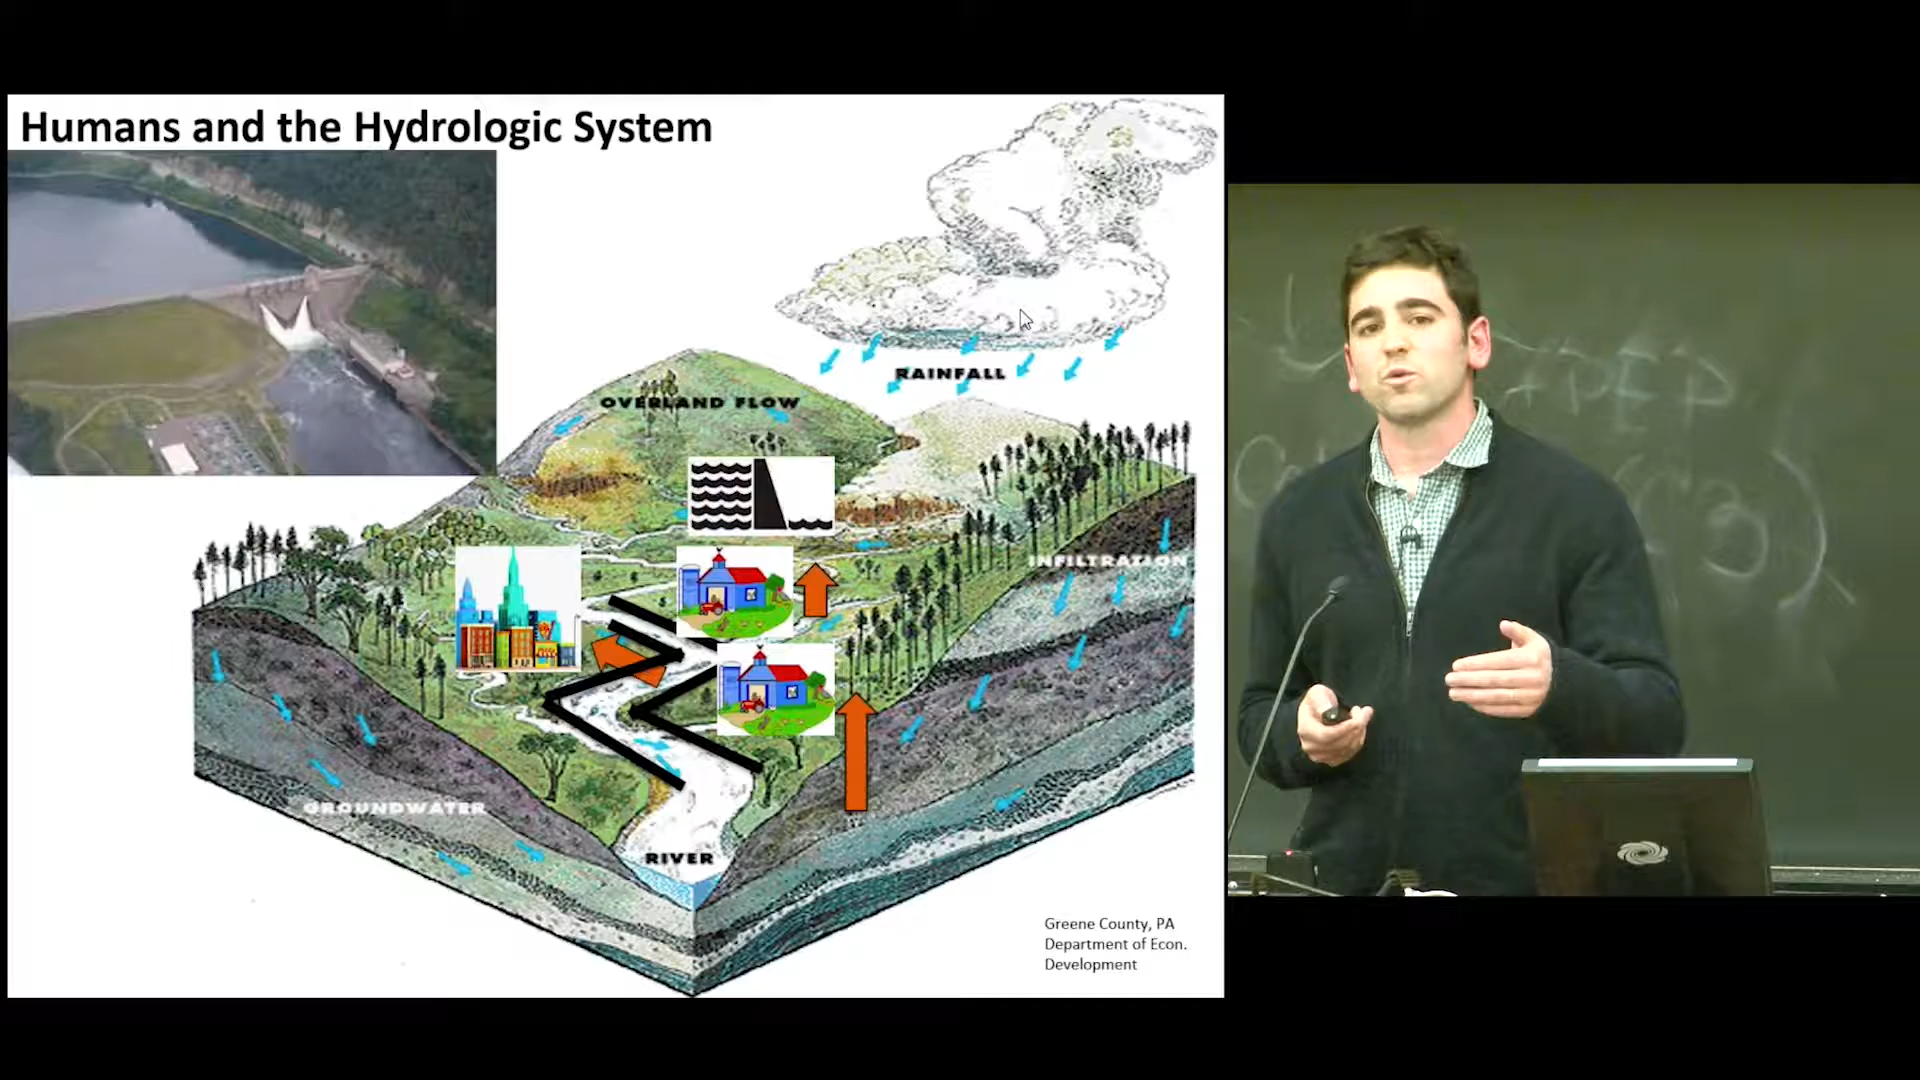 Humans and the Hydrologic System
RAINFALL
OVERLAND FLOW
INFILTRATION
GROUNDWATER
RIVER
Greene County, PA
Department of Econ.
Development